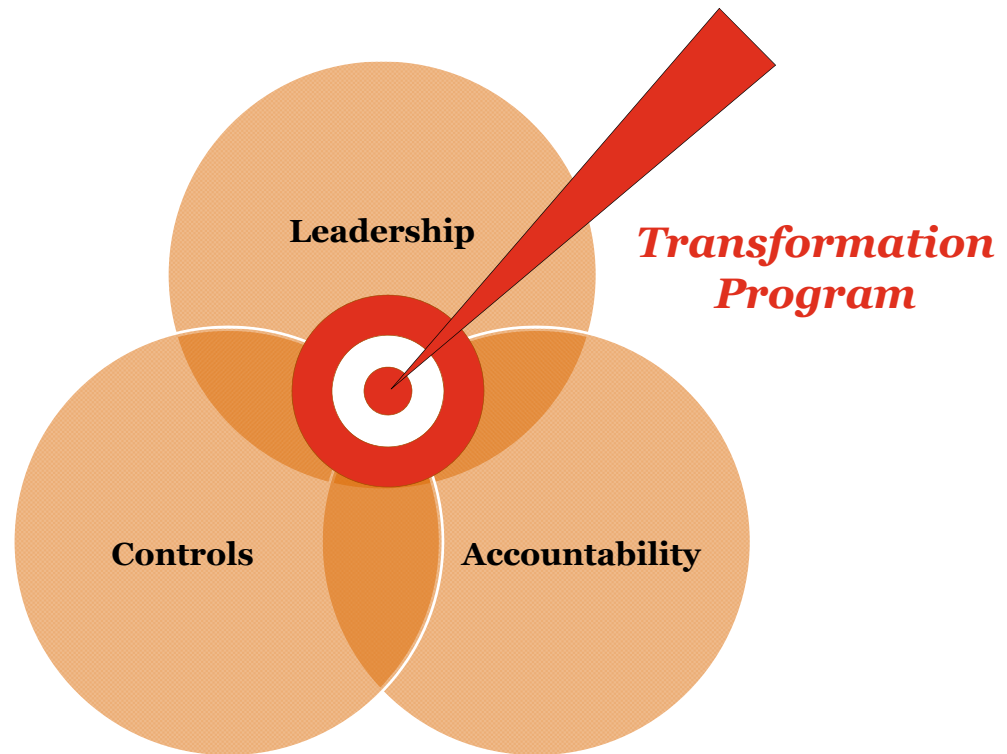 Leadership
Transformation
Program
Controls
Accountability